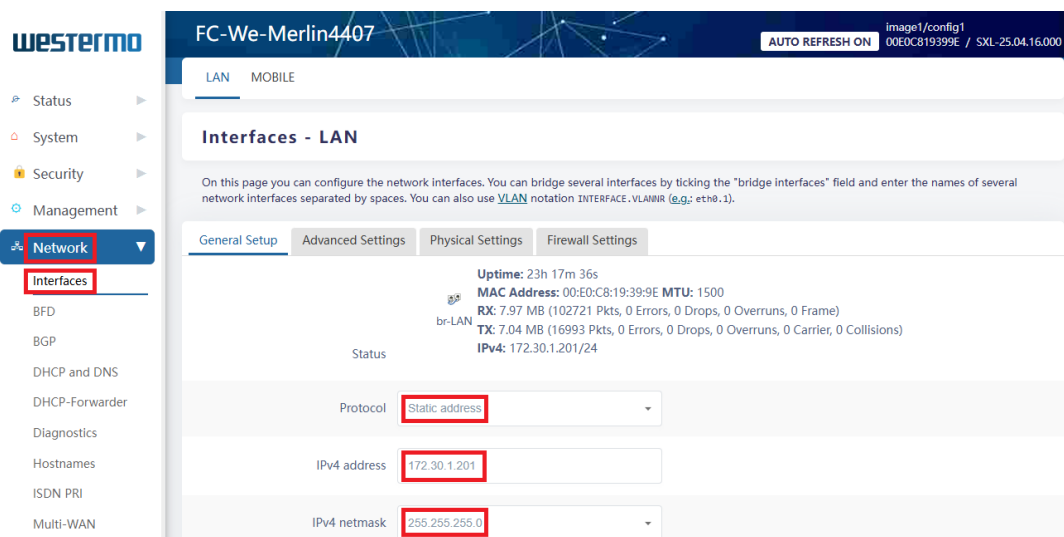 westermo
FC-We-Merlin4407
AUTO REFRESH ON
image1/config1
00E0C819399E / SXL-25.04.16.000
LAN MOBILE
Status
System
Security
Management
Network
Interfaces
BFD
BGP
DHCP and DNS
DHCP-Forwarder
Diagnostics
Hostnames
ISDN PRI
Multi-WAN
Interfaces - LAN
On this page you can configure the network interfaces. You can bridge several interfaces by ticking the "bridge interfaces" field and enter the names of several
network interfaces separated by spaces. You can also use VLAN notation INTERFACE.VLANNR (e.g.: eth0.1).
General Setup Advanced Settings Physical Settings Firewall Settings
Status
br-LAN
Uptime: 23h 17m 36s
MAC Address: 00:E0:C8:19:39:9E MTU: 1500
RX: 7.97 MB (102721 Pkts, 0 Errors, 0 Drops, 0 Overruns, 0 Frame)
TX: 7.04 MB (16993 Pkts, 0 Errors, 0 Drops, 0 Overruns, 0 Carrier, 0 Collisions)
IPv4: 172.30.1.201/24
Protocol Static address
IPv4 address 172.30.1.201
IPv4 netmask 255.255.255.0